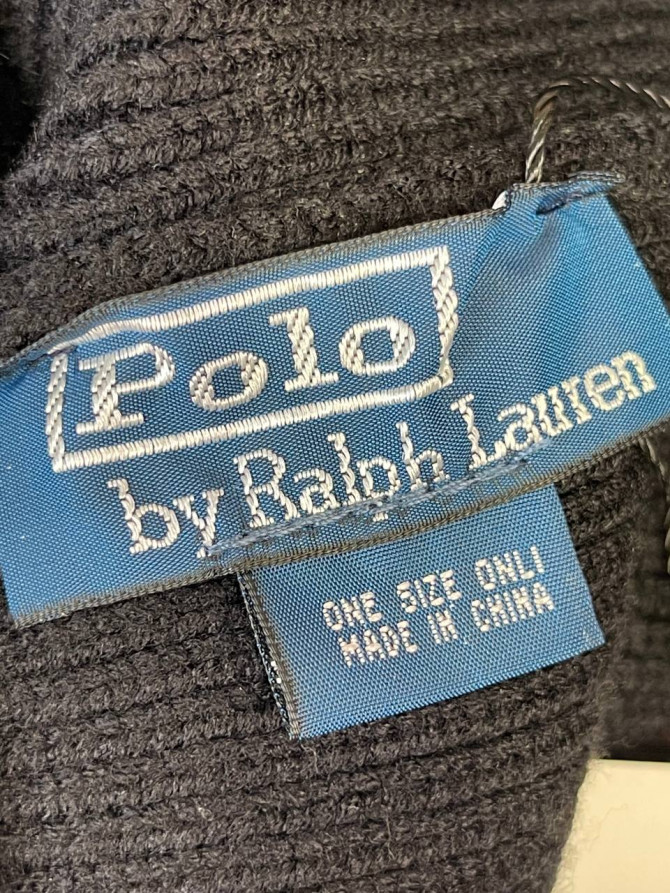 Polo
by Ralph Lauren
ONE SIZE ONLI
MADE IN CHINA